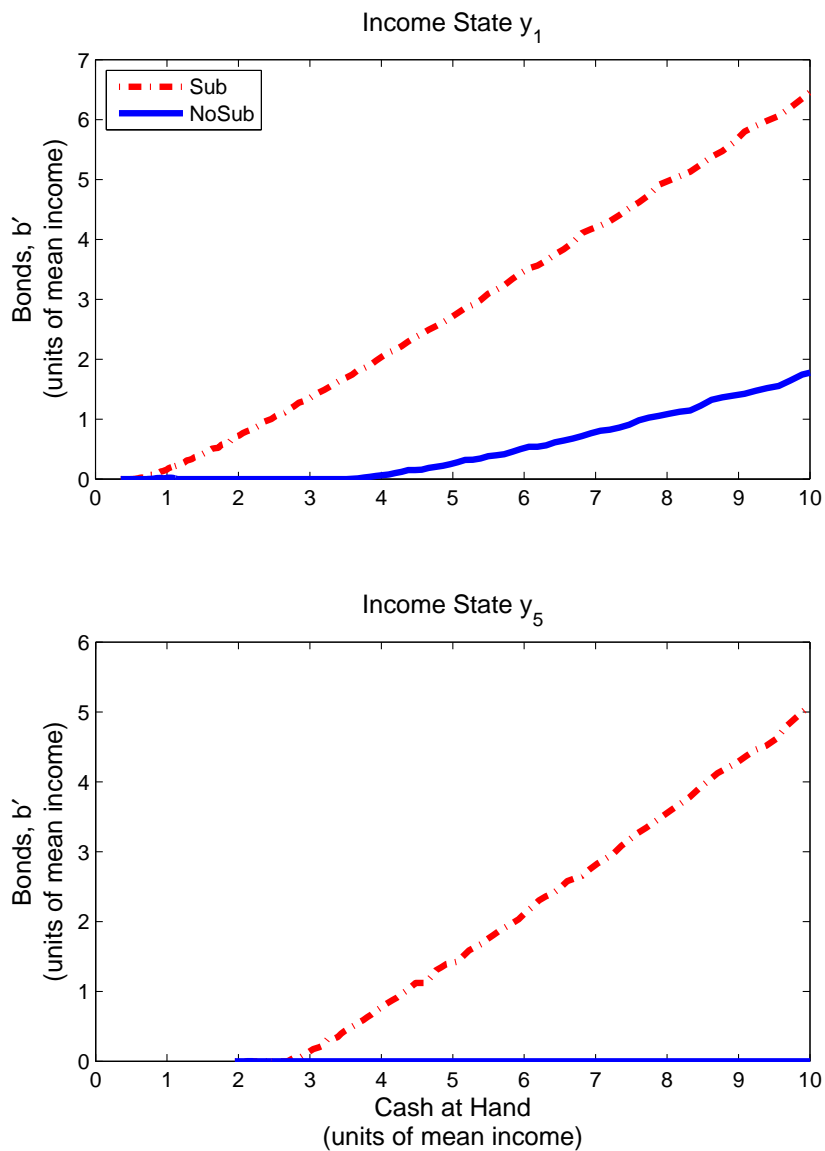 Income State y1
7
6
5
4
3
2
1
0
Bonds, b′
(units of mean income)
Sub
NoSub
0 1 2 3 4 5 6 7 8 9 10
Income State y5
6
5
4
3
2
1
0
Bonds, b′
(units of mean income)
0 1 2 3 4 5 6 7 8 9 10
Cash at Hand
(units of mean income)